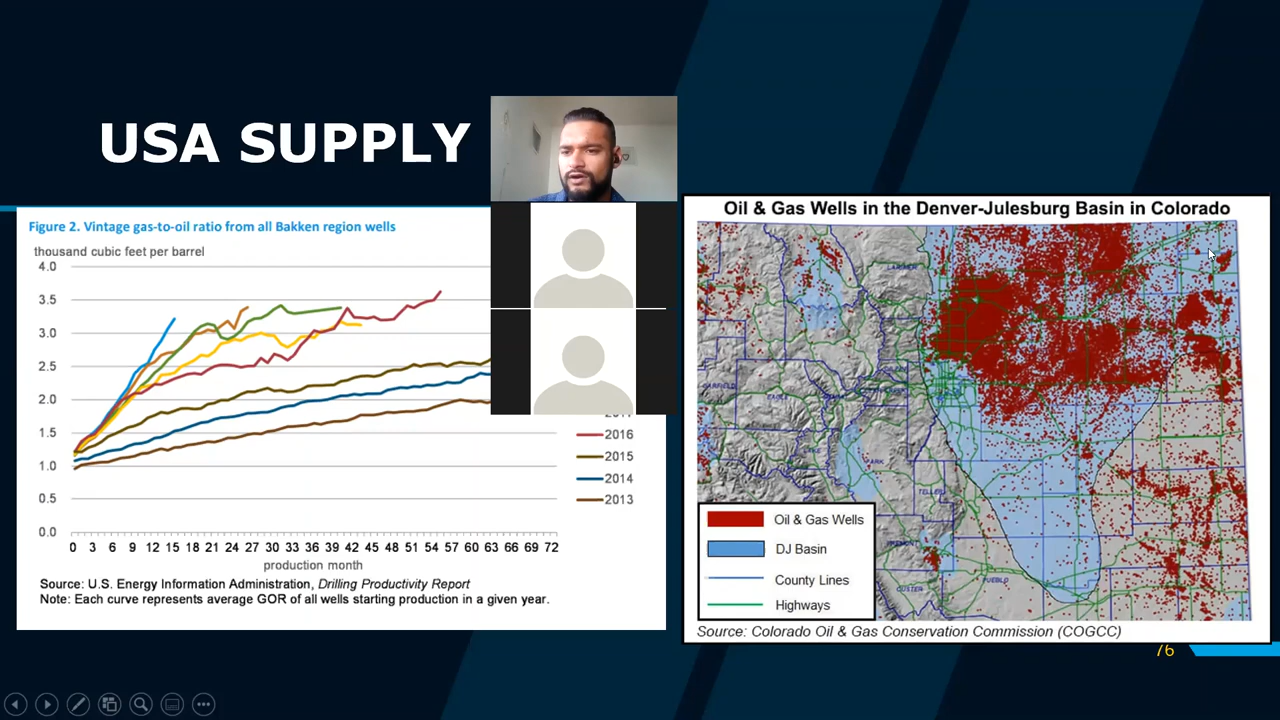 USA SUPPLY
Figure 2. Vintage gas-to-oil ratio from all Bakken region wells
thousand cubic feet per barrel
4.0
3.5
3.0
2.5
2.0
1.5
1.0
0.5
0.0
0 3 6 9 12 15 18 21 24 27 30 33 36 39 42 45 48 51 54 57 60 63 66 69 72
production month
2016
2015
2014
2013
Source: U.S. Energy Information Administration, Drilling Productivity Report
Note: Each curve represents average GOR of all wells starting production in a given year.
Oil & Gas Wells in the Denver-Julesburg Basin in Colorado
LARIMER
GARFIELD
PARK
TELLER
PUEBLO
CUSTER
Oil & Gas Wells
DJ Basin
County Lines
Highways
Source: Colorado Oil & Gas Conservation Commission (COGCC)
76